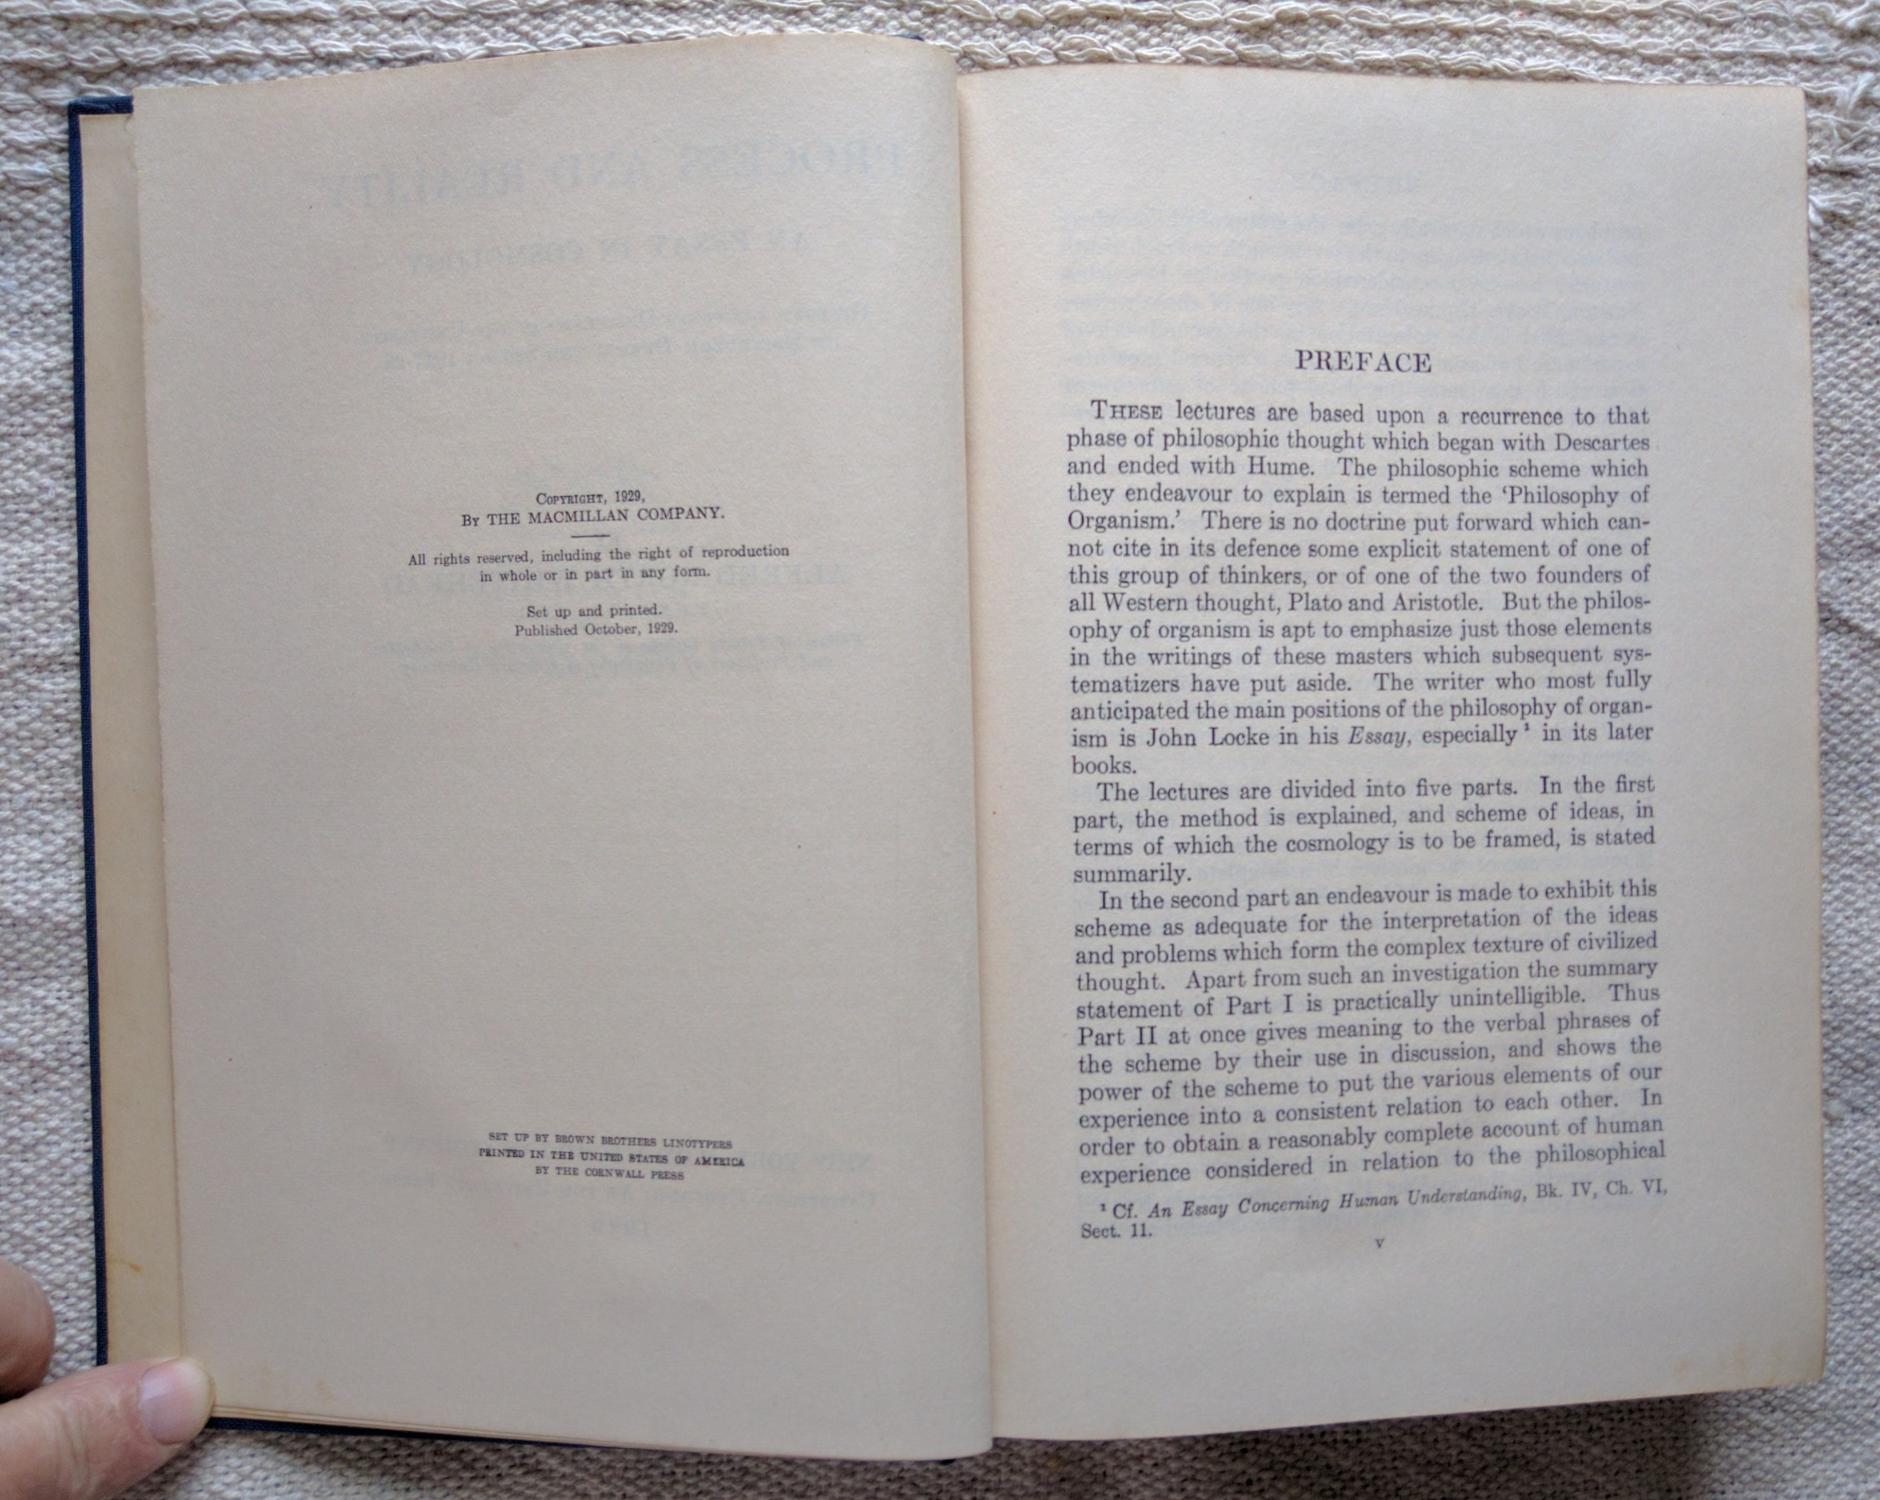 COPYRIGHT, 1929,
BY THE MACMILLAN COMPANY.
All rights reserved, including the right of reproduction
in whole or in part in any form.
Set up and printed.
Published October, 1929.
SET UP BY BROWN BROTHERS LINOTYPERS
PRINTED IN THE UNITED STATES OF AMERICA
BY THE CORNWALL PRESS
PREFACE
THESE lectures are based upon a recurrence to that
phase of philosophic thought which began with Descartes
and ended with Hume. The philosophic scheme which
they endeavour to explain is termed the ‘Philosophy of
Organism.’ There is no doctrine put forward which can-
not cite in its defence some explicit statement of one of
this group of thinkers, or of one of the two founders of
all Western thought, Plato and Aristotle. But the philos-
ophy of organism is apt to emphasize just those elements
in the writings of these masters which subsequent sys-
tematizers have put aside. The writer who most fully
anticipated the main positions of the philosophy of organ-
ism is John Locke in his Essay, especially¹ in its later
books.
The lectures are divided into five parts. In the first
part, the method is explained, and scheme of ideas, in
terms of which the cosmology is to be framed, is stated
summarily.
In the second part an endeavour is made to exhibit this
scheme as adequate for the interpretation of the ideas
and problems which form the complex texture of civilized
thought. Apart from such an investigation the summary
statement of Part I is practically unintelligible. Thus
Part II at once gives meaning to the verbal phrases of
the scheme by their use in discussion, and shows the
power of the scheme to put the various elements of our
experience into a consistent relation to each other. In
order to obtain a reasonably complete account of human
experience considered in relation to the philosophical
¹ Cf. An Essay Concerning Human Understanding, Bk. IV, Ch. VI,
Sect. 11.
v